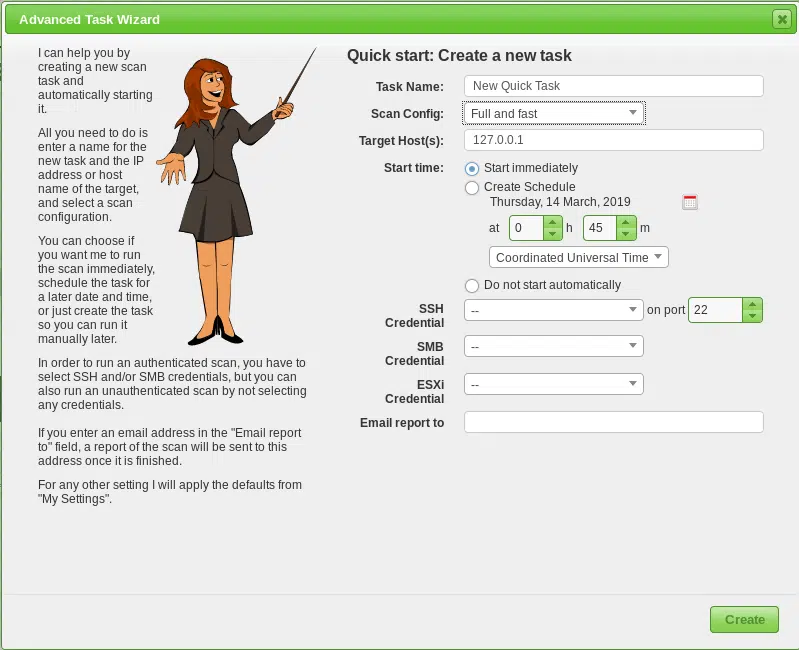 Advanced Task Wizard
I can help you by
creating a new scan
task and
automatically starting
it.
All you need to do is
enter a name for the
new task and the IP
address or host
name of the target,
and select a scan
configuration.
You can choose if
you want me to run
the scan immediately,
schedule the task for
a later date and time,
or just create the task
so you can run it
manually later.
In order to run an authenticated scan, you have to
select SSH and/or SMB credentials, but you can
also run an unauthenticated scan by not selecting
any credentials.
If you enter an email address in the "Email report
to" field, a report of the scan will be sent to this
address once it is finished.
For any other setting I will apply the defaults from
"My Settings".
Quick start: Create a new task
Task Name: New Quick Task
Scan Config: Full and fast
Target Host(s): 127.0.0.1
Start time: Start immediately
Create Schedule
Thursday, 14 March, 2019
at 0 h 45 m
Coordinated Universal Time
Do not start automatically
SSH Credential -- on port 22
SMB Credential --
ESXi Credential --
Email report to
Create